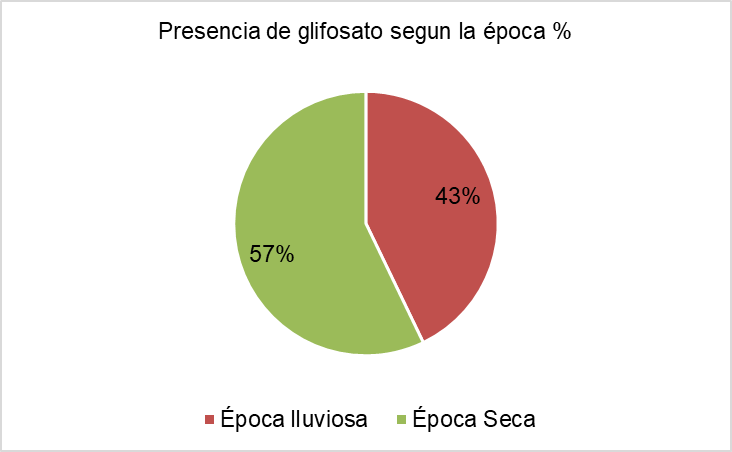 Presencia de glifosato segun la época %
43%
57%
Época lluviosa
Época Seca